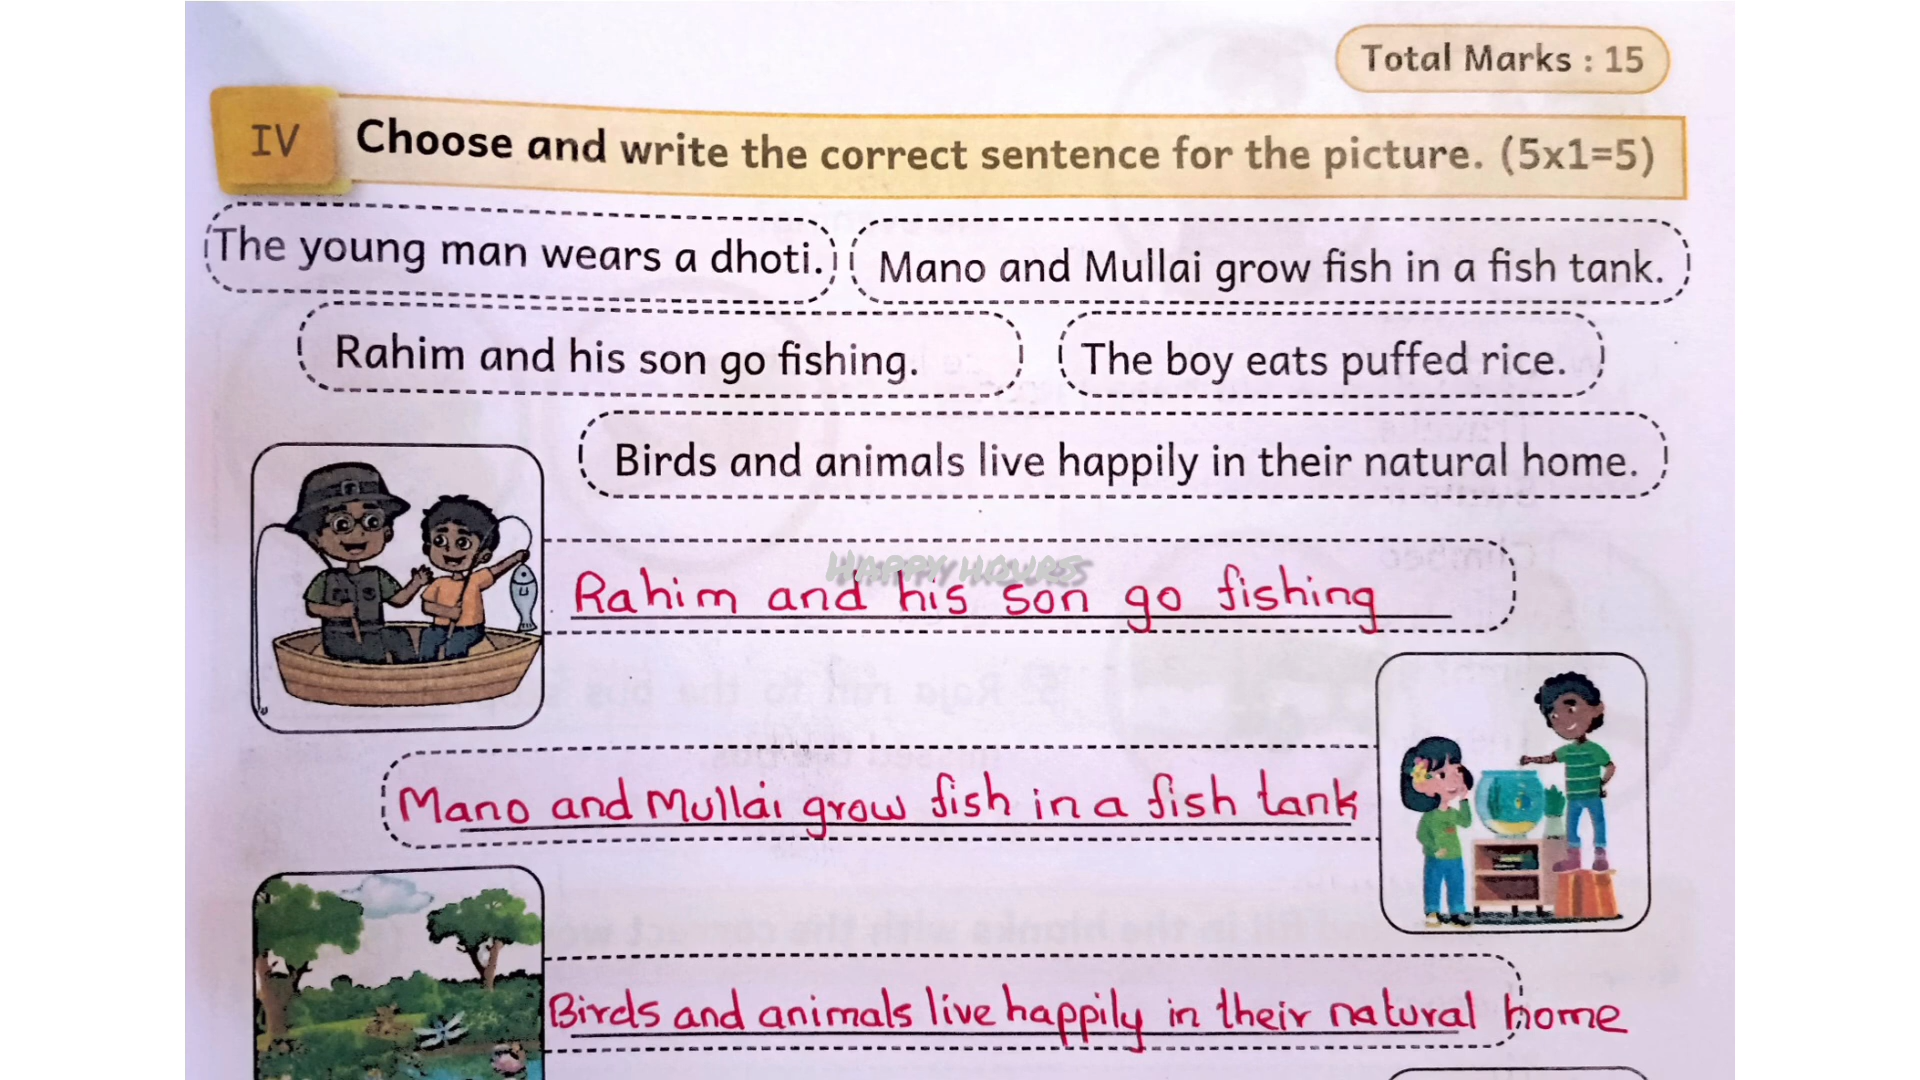 Total Marks : 15
IV Choose and write the correct sentence for the picture. (5x1=5)
The young man wears a dhoti. Mano and Mullai grow fish in a fish tank.
Rahim and his son go fishing. The boy eats puffed rice.
Birds and animals live happily in their natural home.
HAPPY HOURS
Rahim and his son go fishing
Mano and Mullai grow fish in a fish tank
Birds and animals live happily in their natural home